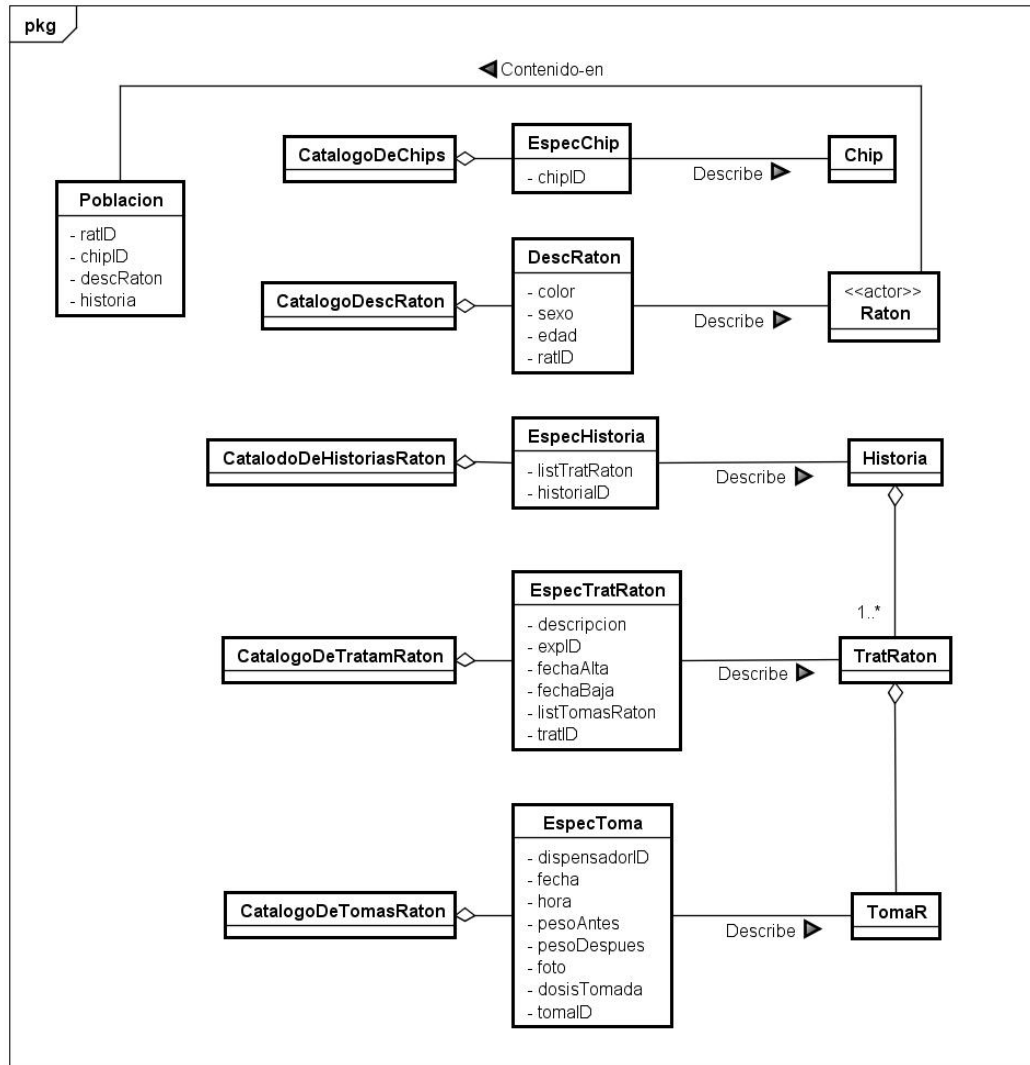 pkg
Contenido-en
CatalogoDeChips
EspecChip
- chipID
Describe
Chip
Poblacion
- ratID
- chipID
- descRaton
- historia
CatalogoDescRaton
DescRaton
- color
- sexo
- edad
- ratID
Describe
<<actor>>
Raton
CatalodoDeHistoriasRaton
EspecHistoria
- listTratRaton
- historiaID
Describe
Historia
1..*
CatalogoDeTratamRaton
EspecTratRaton
- descripcion
- expID
- fechaAlta
- fechaBaja
- listTomasRaton
- tratID
Describe
TratRaton
CatalogoDeTomasRaton
EspecToma
- dispensadorID
- fecha
- hora
- pesoAntes
- pesoDespues
- foto
- dosisTomada
- tomaID
Describe
TomaR